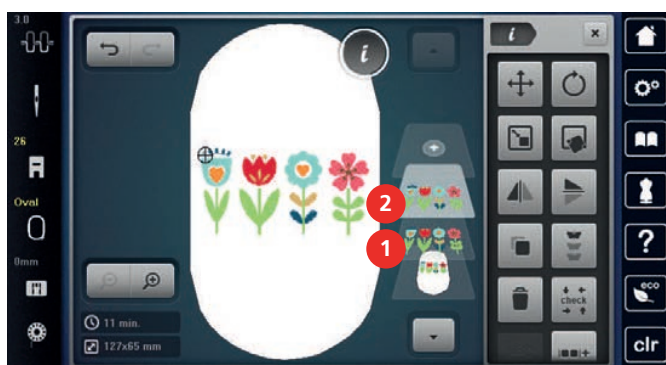 3.0
i
i
×
26
Oval
0mm
2
1
11 min.
127x65 mm
check
?
eco
clr